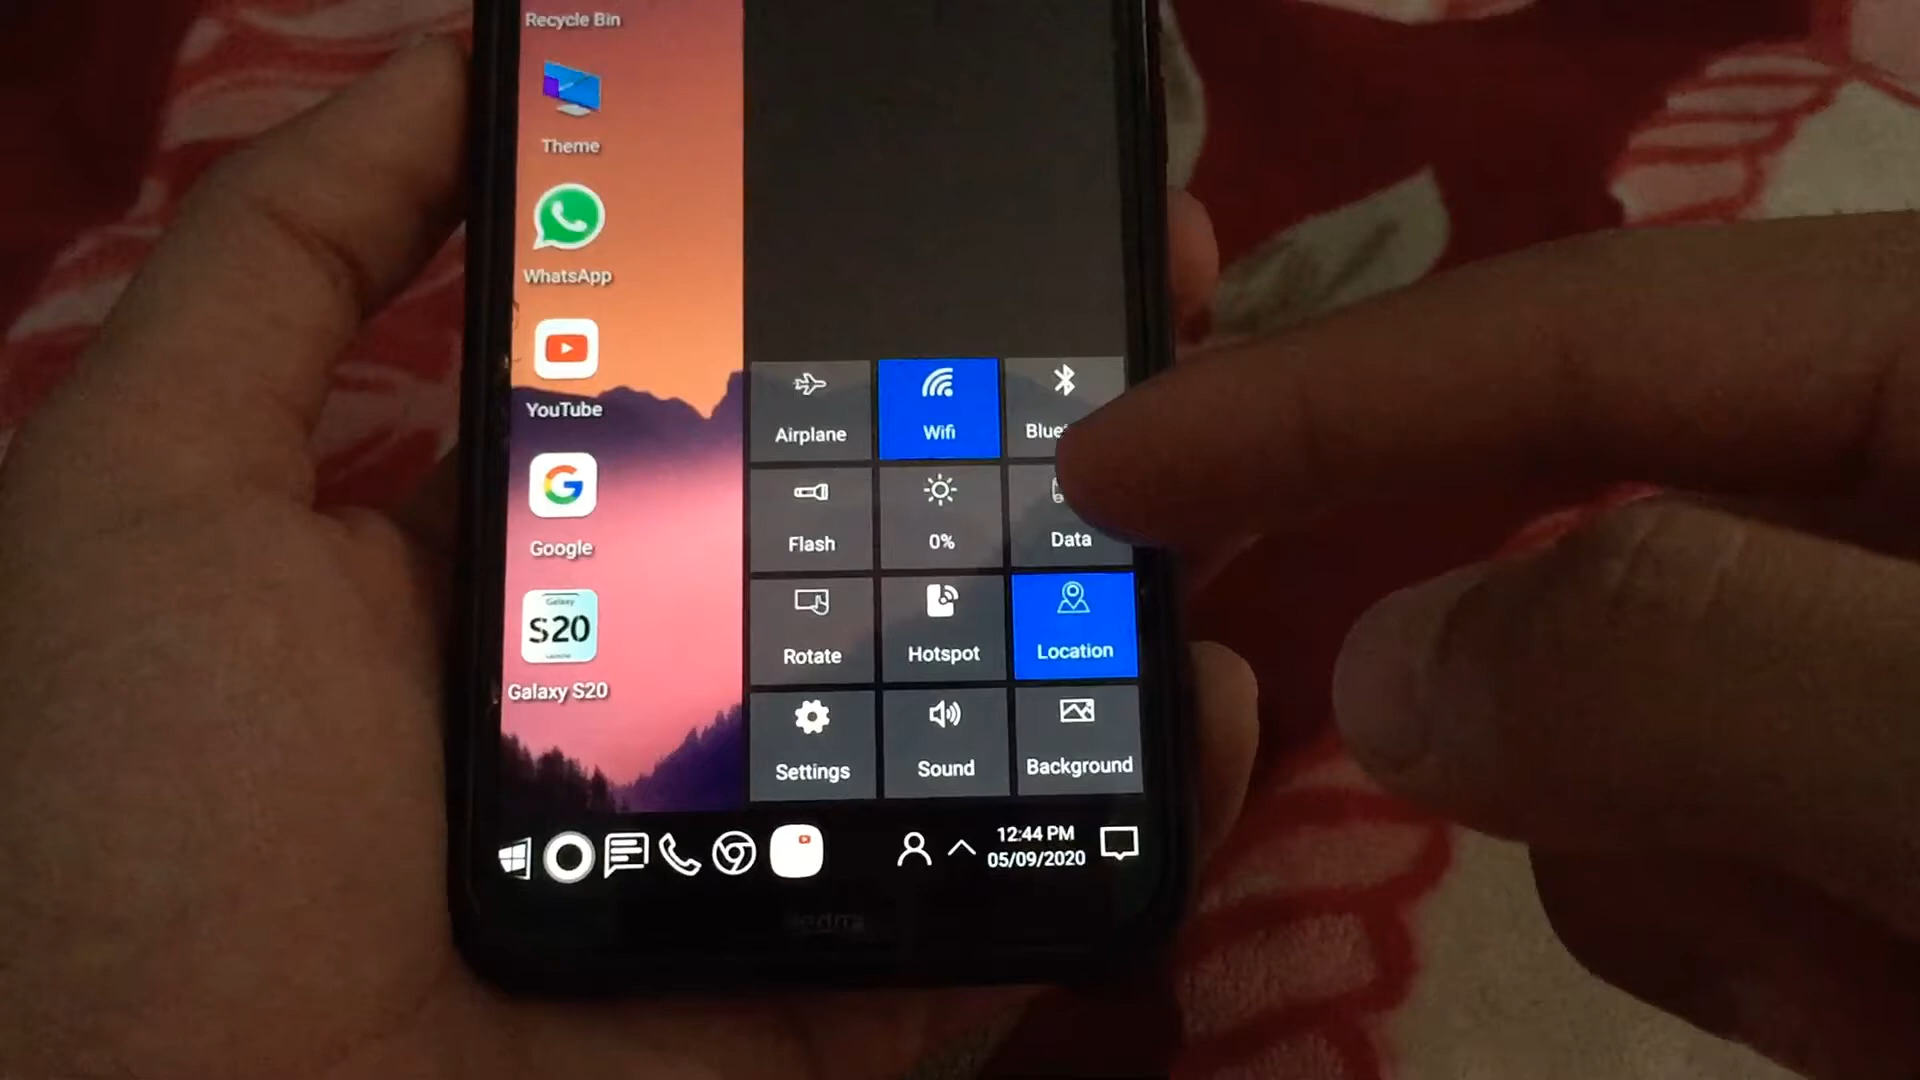 Recycle Bin
Theme
WhatsApp
YouTube
Google
Galaxy
S20
Galaxy S20
Airplane
Wifi
Flash
0%
Data
Rotate
Hotspot
Location
Settings
Sound
Background
12:44 PM
05/09/2020